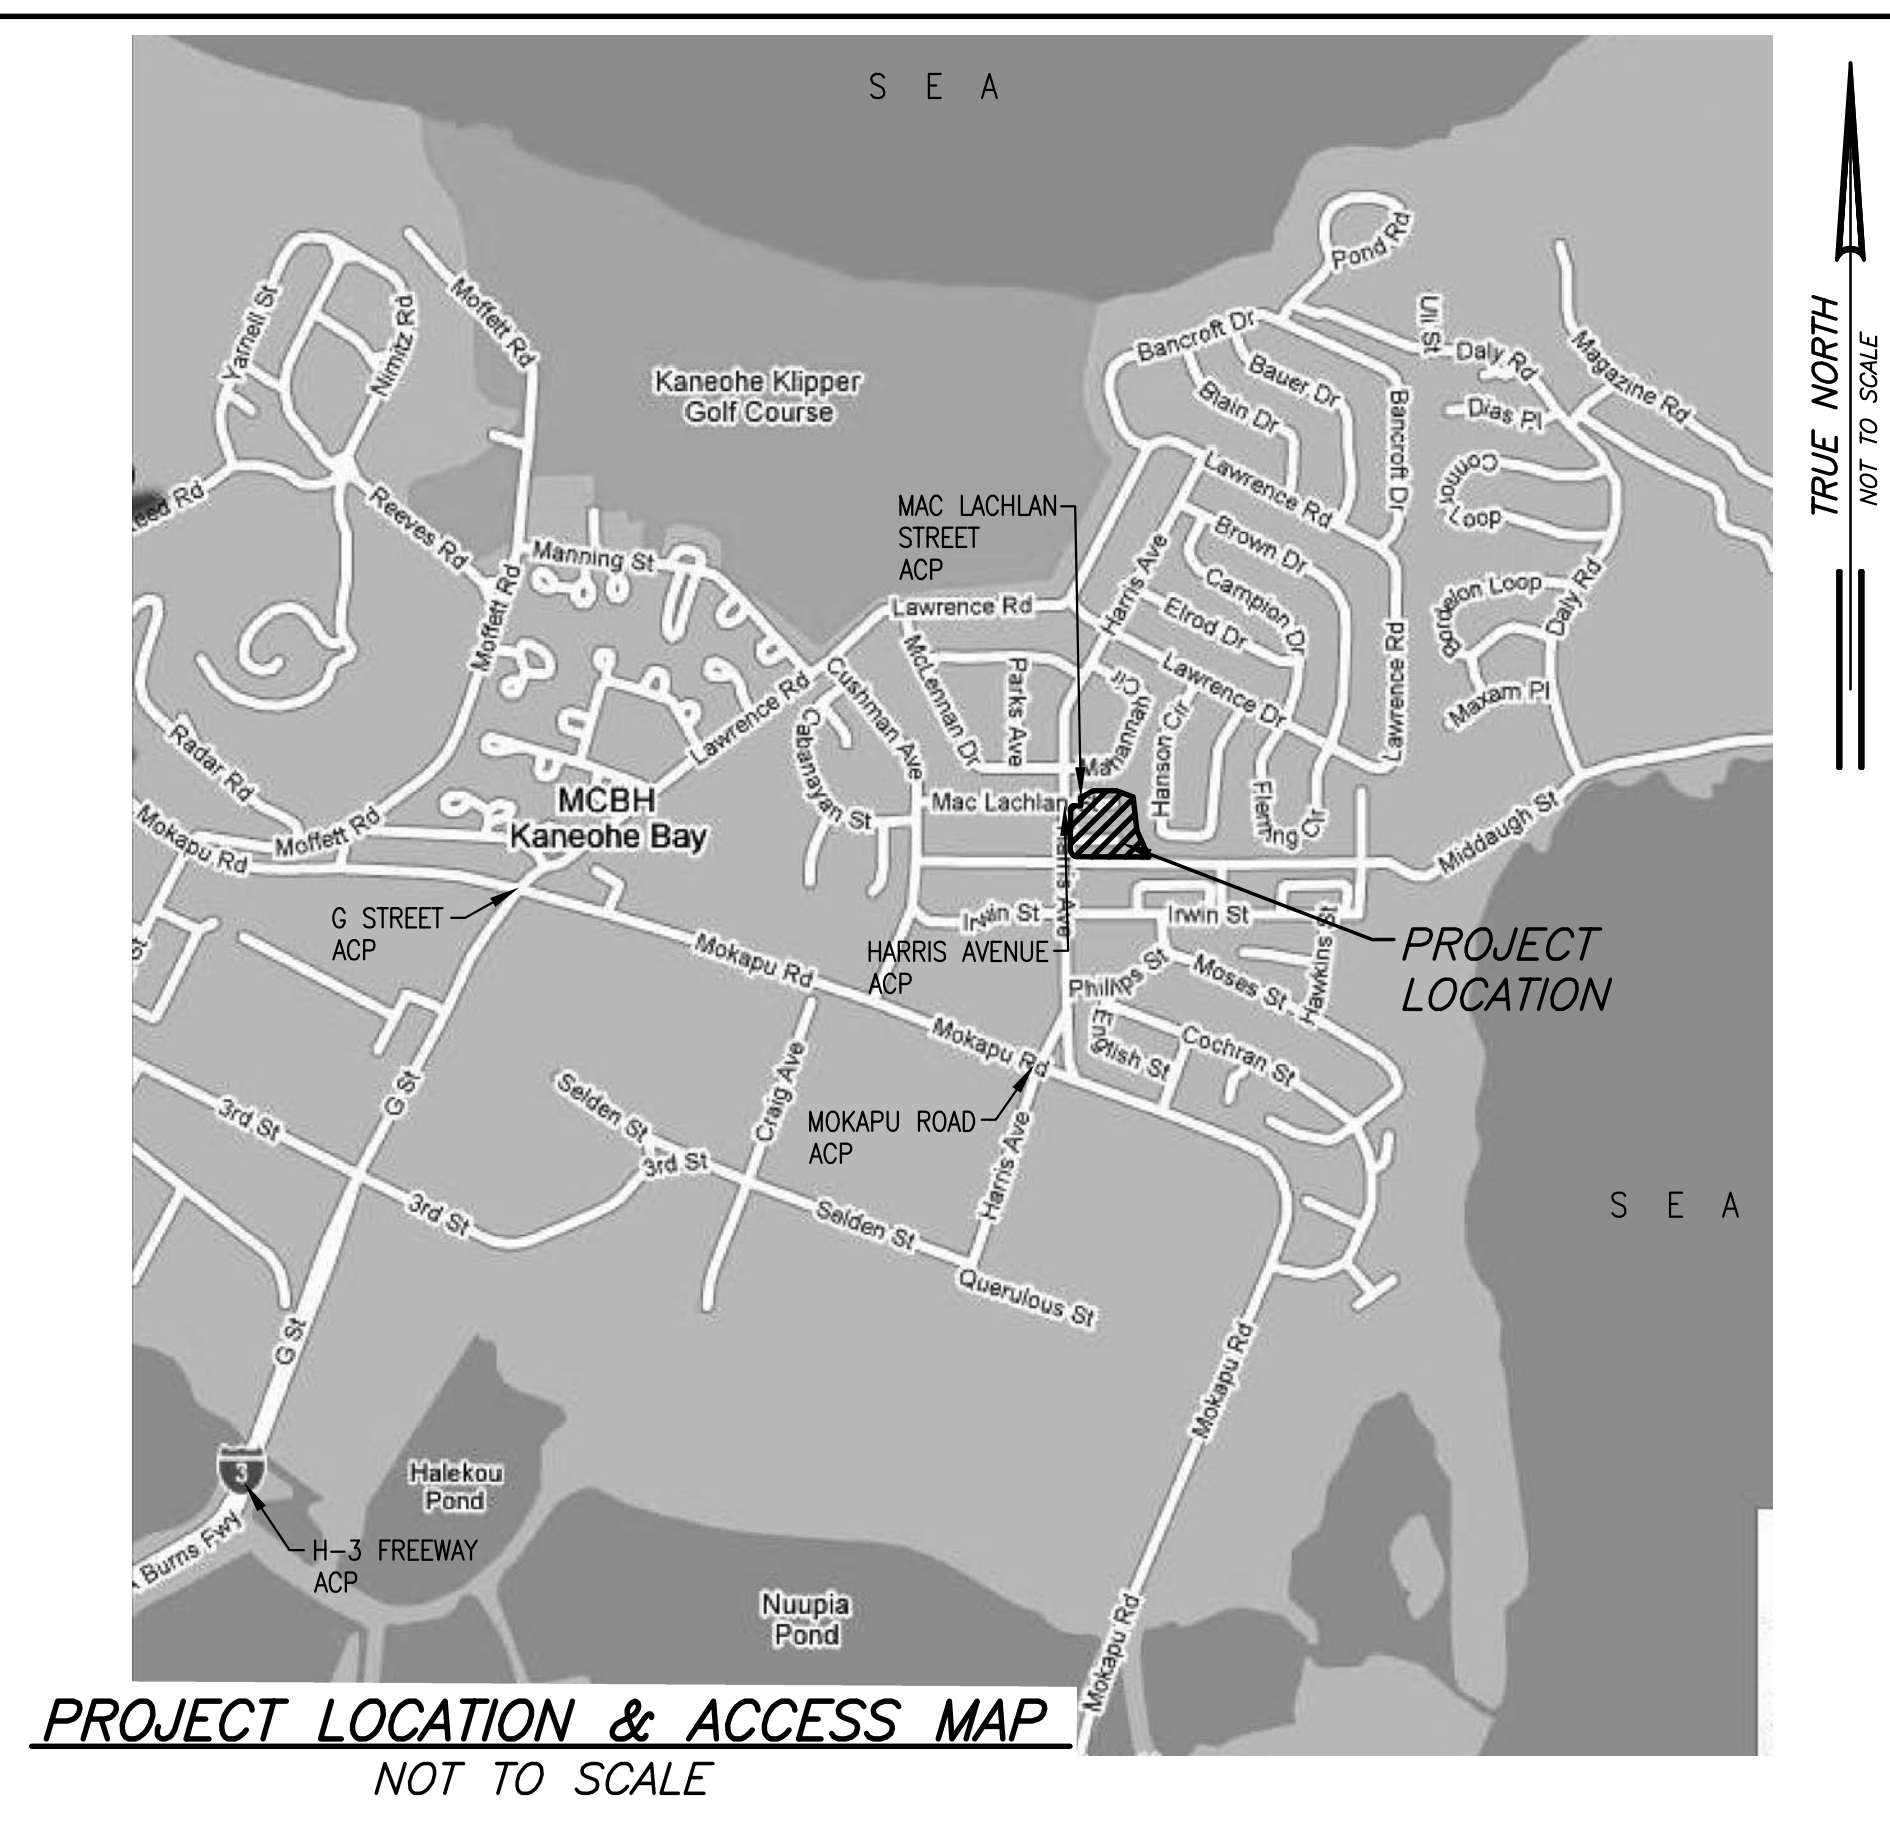 S E A
Pond Rd
Yarnell St
Nimitz Rd
Moffett Rd
Bancroft Dr
Uli St
Daly Rd
Magazine Rd
TRUE NORTH
NOT TO SCALE
Kaneohe Klipper
Golf Course
Bauer Dr
Blain Dr
Bancroft Dr
Dias Pl
Connor
Loop
Reeves Rd
Lawrence Rd
MAC LACHLAN
STREET
ACP
Manning St
Moffett Rd
Harris Ave
Brown Dr
Campion Dr
Elrod Dr
Lawrence Rd
Bordelon Loop
Daly Rd
McLennan Dr
Parks Ave
Cir
Mamannah
Lawrence Dr
Lawrence Rd
Maxam Pl
Lawrence Rd
Cushman Ave
Cabanayan St
Hanson Cir
Fleming Cir
Radar Rd
Mokapu Rd
Moffett Rd
MCBH
Kaneohe Bay
Mac Lachlan
Middaugh St
Harris Ave
G STREET
ACP
Irwin St
Irwin St
Hawkins St
PROJECT
LOCATION
Mokapu Rd
HARRIS AVENUE
ACP
Phillips St
Moses St
English St
Cochran St
Mokapu Rd
G St
3rd St
Selden St
Craig Ave
MOKAPU ROAD
ACP
3rd St
Harris Ave
3rd St
Selden St
S E A
Querulous St
G St
Mokapu Rd
3
Halekou
Pond
Burns Fwy
H-3 FREEWAY
ACP
Nuupia
Pond
Mokapu Rd
PROJECT LOCATION & ACCESS MAP
NOT TO SCALE